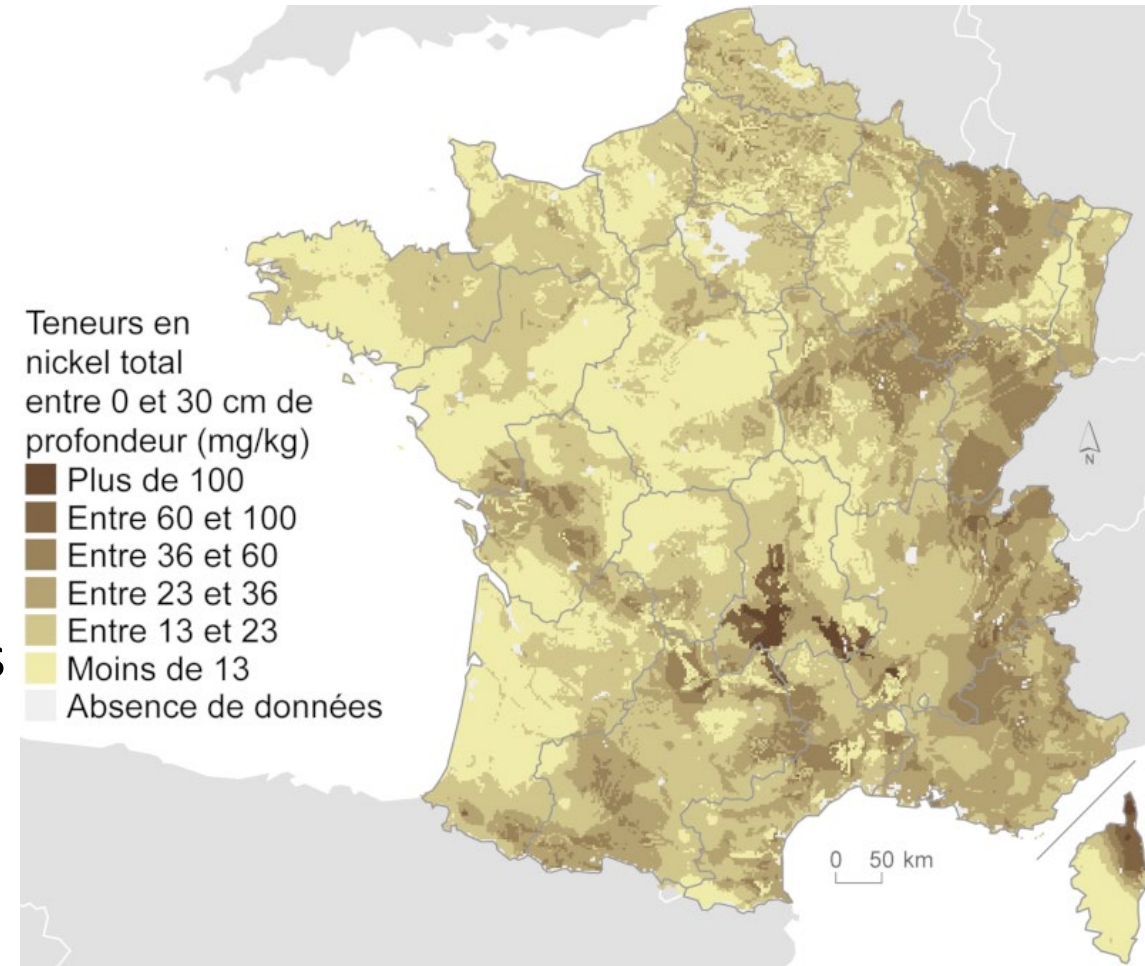 Teneurs en
nickel total
entre 0 et 30 cm de
profondeur (mg/kg)
Plus de 100
Entre 60 et 100
Entre 36 et 60
Entre 23 et 36
Entre 13 et 23
Moins de 13
Absence de données
s
N
0 50 km